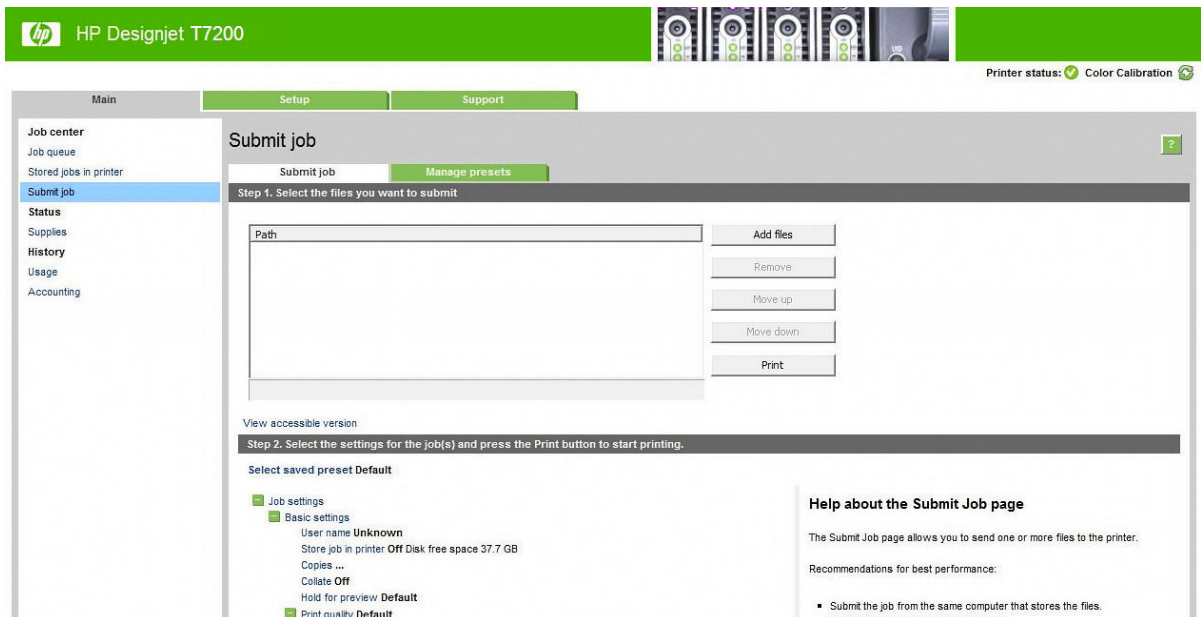 hp HP Designjet T7200
Printer status: Color Calibration
Main Setup Support
Job center
Job queue
Stored jobs in printer
Submit job
Status
Supplies
History
Usage
Accounting
Submit job
?
Submit job Manage presets
Step 1. Select the files you want to submit
Path
Add files
Remove
Move up
Move down
Print
View accessible version
Step 2. Select the settings for the job(s) and press the Print button to start printing.
Select saved preset Default
Job settings
Basic settings
User name Unknown
Store job in printer Off Disk free space 37.7 GB
Copies ...
Collate Off
Hold for preview Default
Print quality Default
Help about the Submit Job page
The Submit Job page allows you to send one or more files to the printer.
Recommendations for best performance:
▪ Submit the job from the same computer that stores the files.